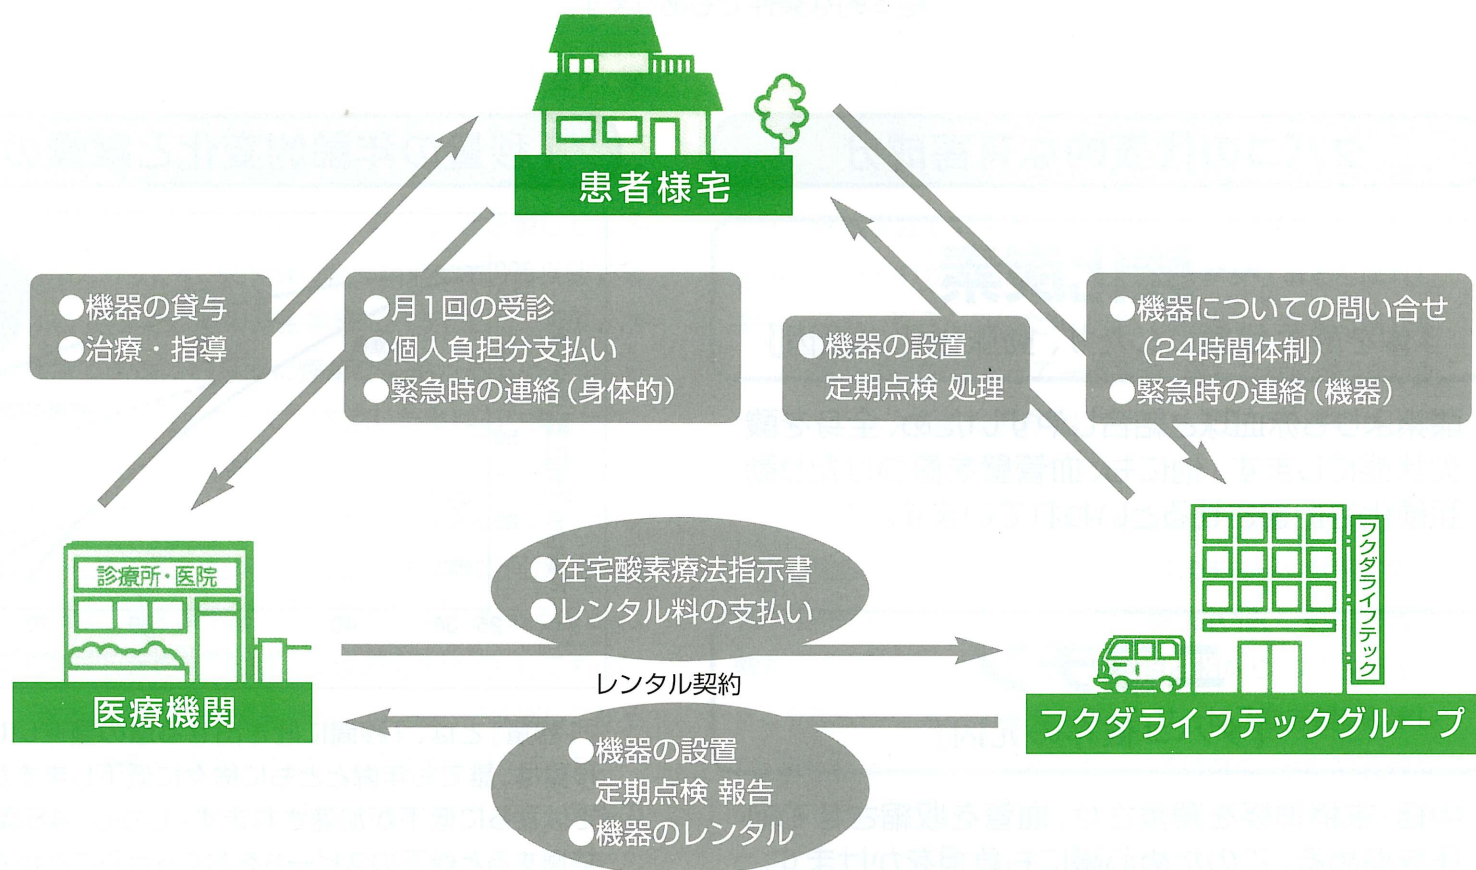 患者様宅
●機器の貸与
●治療・指導
●月1回の受診
●個人負担分支払い
●緊急時の連絡(身体的)
●機器の設置
定期点検 処理
●機器についての問い合せ
(24時間体制)
●緊急時の連絡(機器)
診療所・医院
医療機関
●在宅酸素療法指示書
●レンタル料の支払い
レンタル契約
●機器の設置
定期点検 報告
●機器のレンタル
フクダライフテック
フクダライフテックグループ